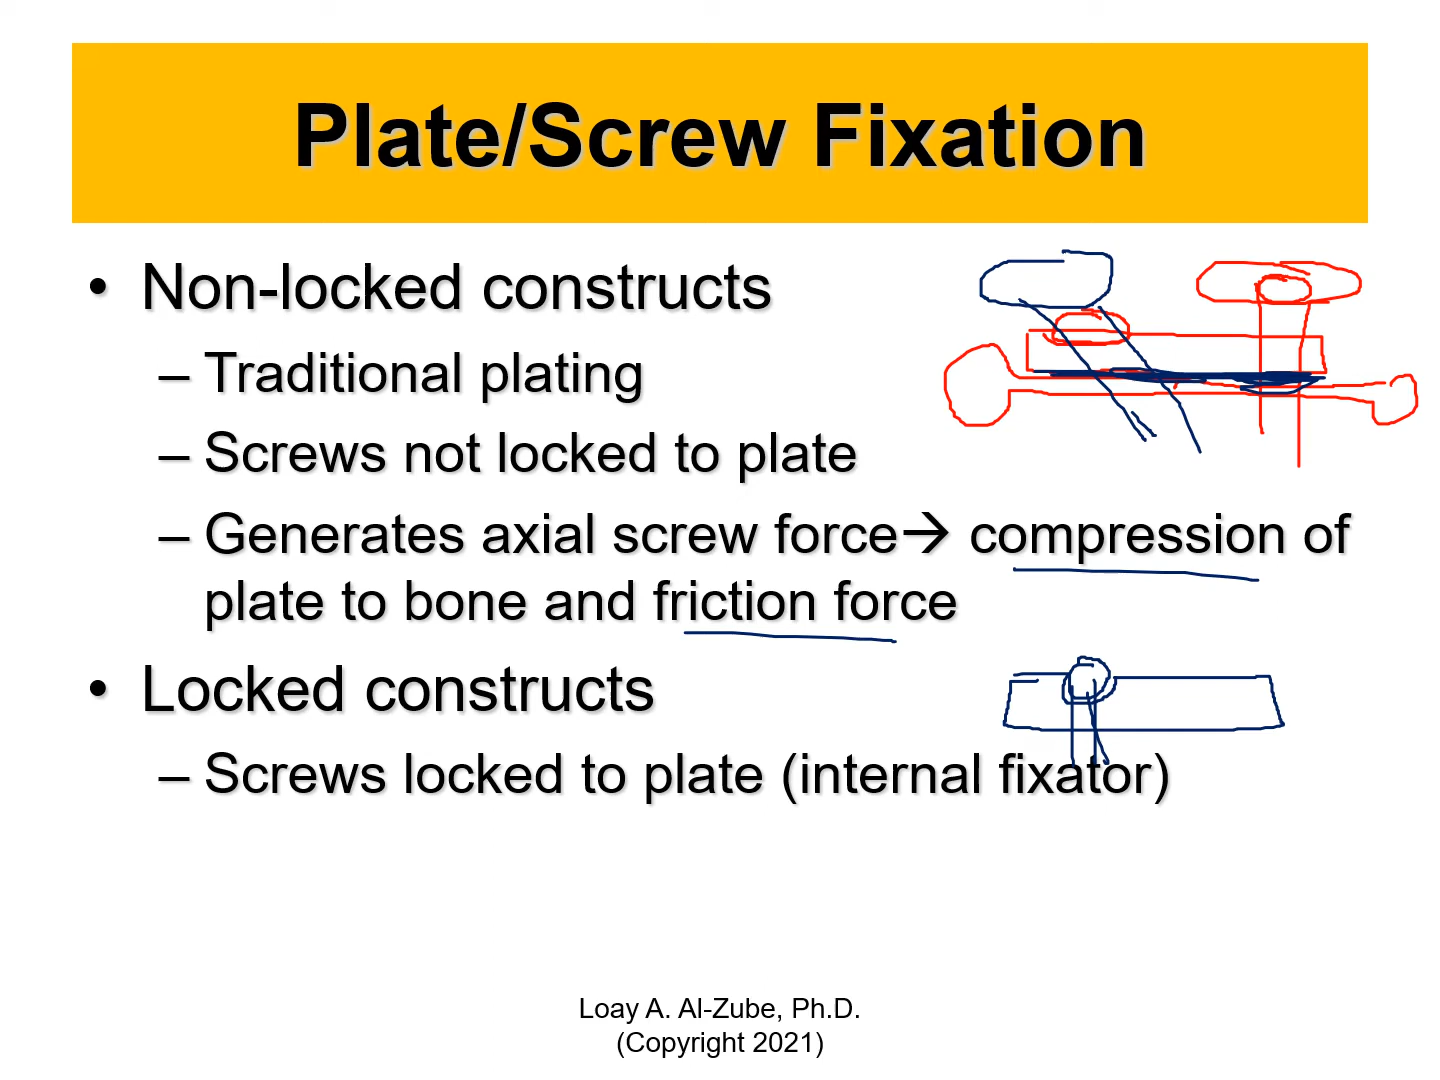 Plate/Screw Fixation
• Non-locked constructs
– Traditional plating
– Screws not locked to plate
– Generates axial screw force→ compression of
plate to bone and friction force
• Locked constructs
– Screws locked to plate (internal fixator)
Loay A. Al-Zube, Ph.D.
(Copyright 2021)